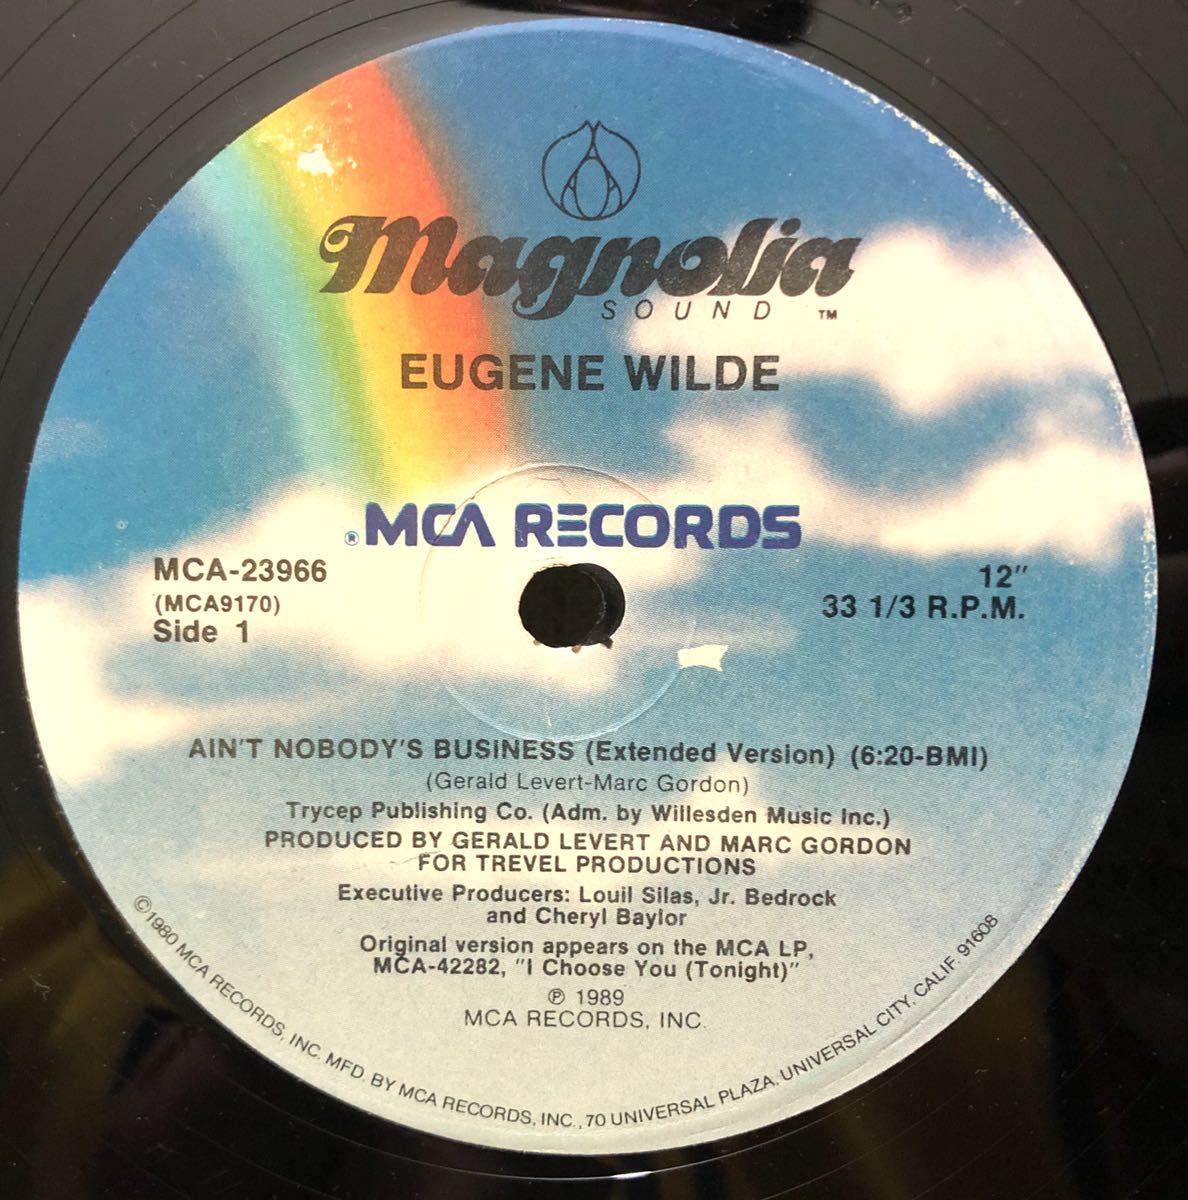 Magnolia
SOUND ™
EUGENE WILDE
® MCA RECORDS
MCA-23966
(MCA9170)
Side 1
12"
33 1/3 R.P.M.
AIN'T NOBODY'S BUSINESS (Extended Version) (6:20-BMI)
(Gerald Levert-Marc Gordon)
Trycep Publishing Co. (Adm. by Willesden Music Inc.)
PRODUCED BY GERALD LEVERT AND MARC GORDON
FOR TREVEL PRODUCTIONS
Executive Producers: Louil Silas, Jr. Bedrock
and Cheryl Baylor
Original version appears on the MCA LP,
MCA-42282, "I Choose You (Tonight)"
℗ 1989
MCA RECORDS, INC.
©1980 MCA RECORDS, INC. MFD. BY MCA RECORDS, INC., 70 UNIVERSAL PLAZA, UNIVERSAL CITY, CALIF. 91608